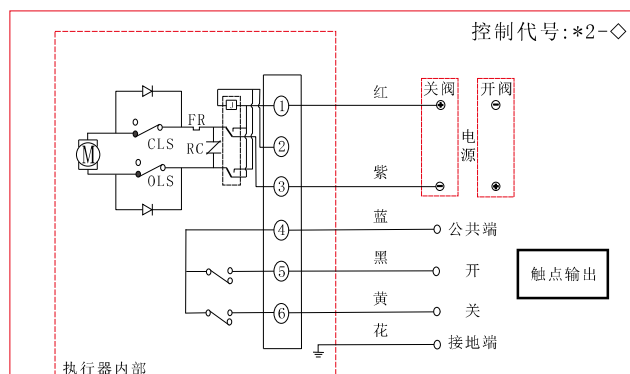 控制代号:*2-◇
红
关阀
开阀
J
1
FR
CLS
RC
M
OLS
2
电源
紫
3
蓝
4
公共端
黑
5
开
触点输出
黄
6
关
花
接地端
执行器内部